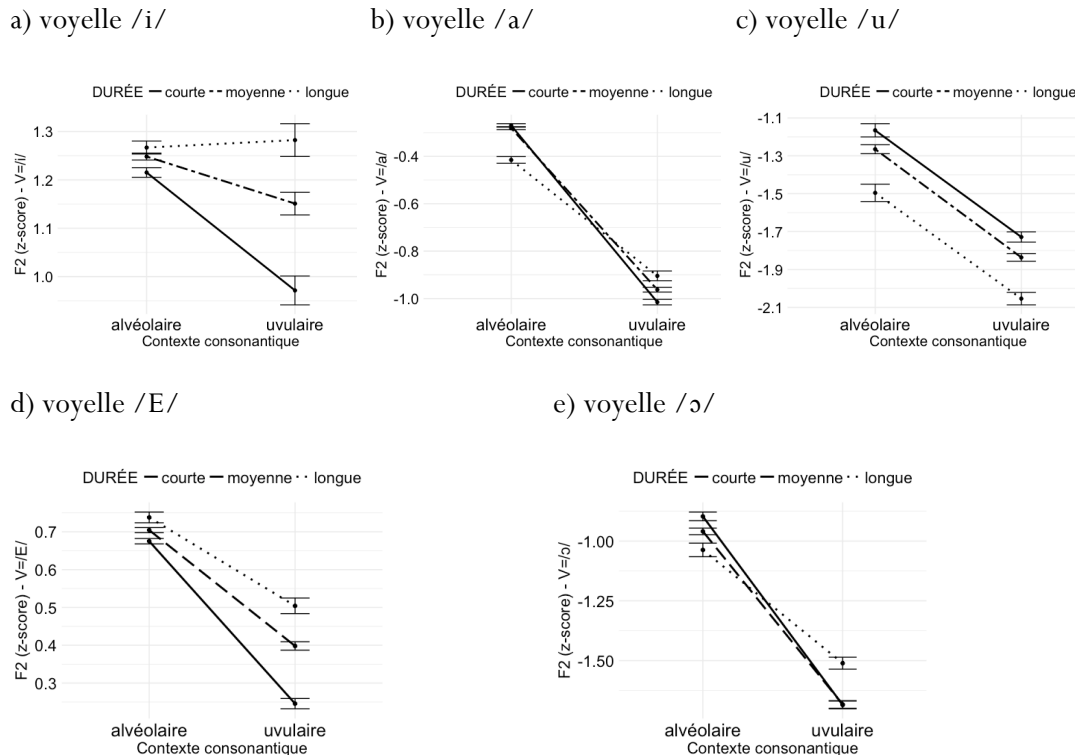 a) voyelle /i/
DURÉE courte moyenne longue
F2 (z-score) - V=/i/
1.3
1.2
1.1
1.0
alvéolaire uvulaire
Contexte consonantique
b) voyelle /a/
DURÉE courte moyenne longue
F2 (z-score) - V=/a/
-0.4
-0.6
-0.8
-1.0
alvéolaire uvulaire
Contexte consonantique
c) voyelle /u/
DURÉE courte moyenne longue
F2 (z-score) - V=/u/
-1.1
-1.3
-1.5
-1.7
-1.9
-2.1
alvéolaire uvulaire
Contexte consonantique
d) voyelle /E/
DURÉE courte moyenne longue
F2 (z-score) - V=/E/
0.7
0.6
0.5
0.4
0.3
alvéolaire uvulaire
Contexte consonantique
e) voyelle /ɔ/
DURÉE courte moyenne longue
F2 (z-score) - V=/ɔ/
-1.00
-1.25
-1.50
alvéolaire uvulaire
Contexte consonantique